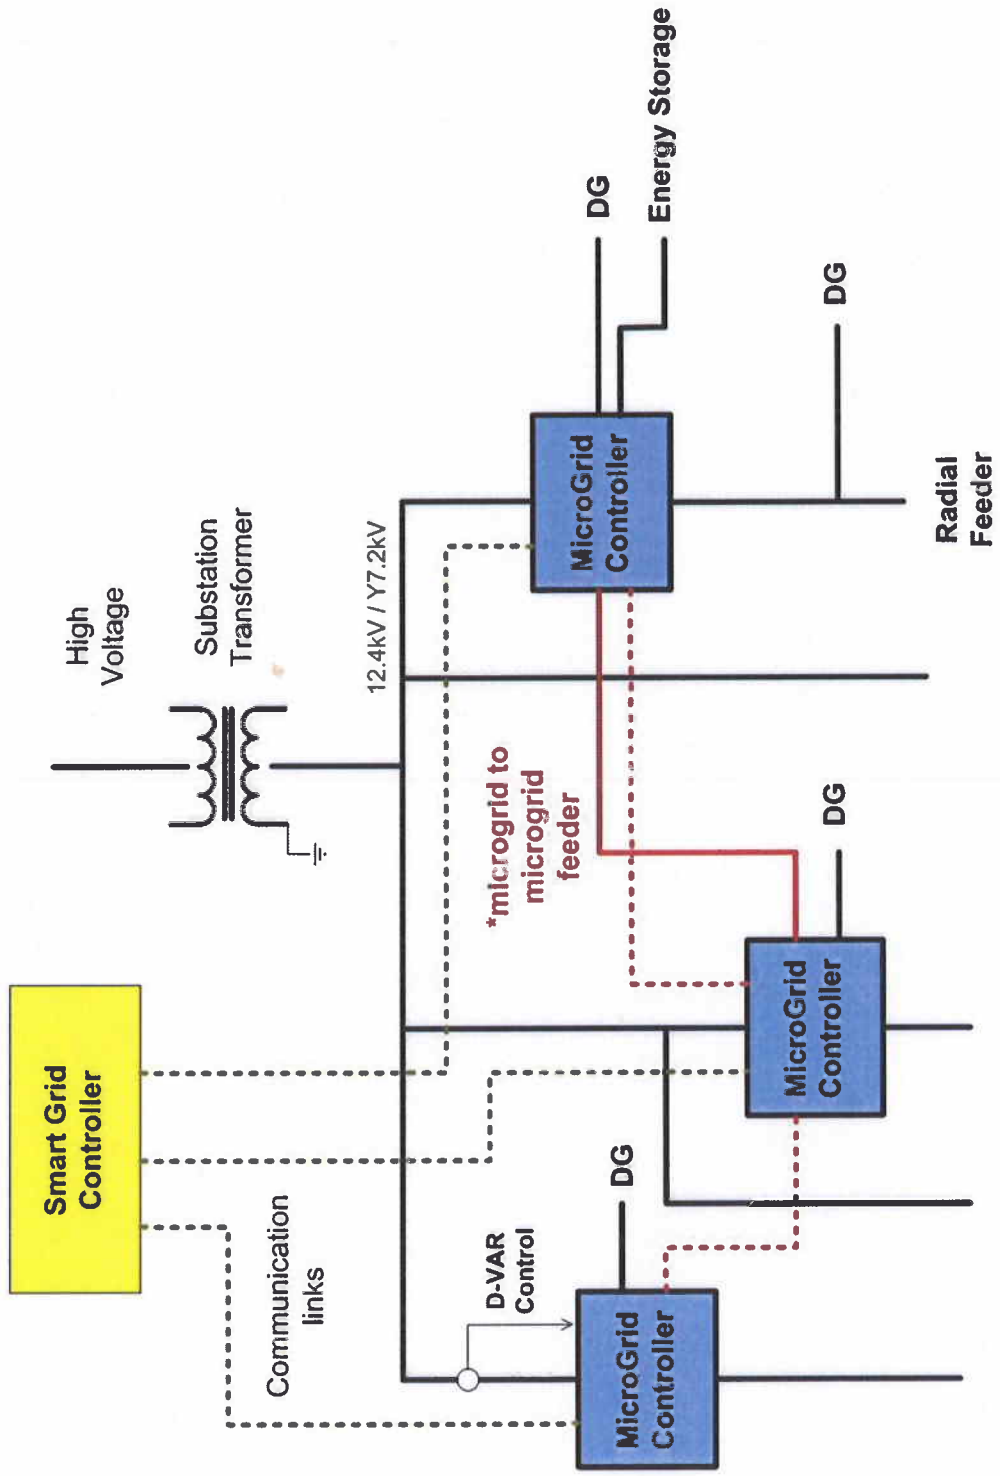 Smart Grid
Controller
High
Voltage
Substation
Transformer
Communication
links
12.4kV / Y7.2kV
D-VAR
Control
*microgrid to
microgrid
feeder
MicroGrid
Controller
DG
MicroGrid
Controller
DG
MicroGrid
Controller
DG
Energy Storage
DG
Radial
Feeder